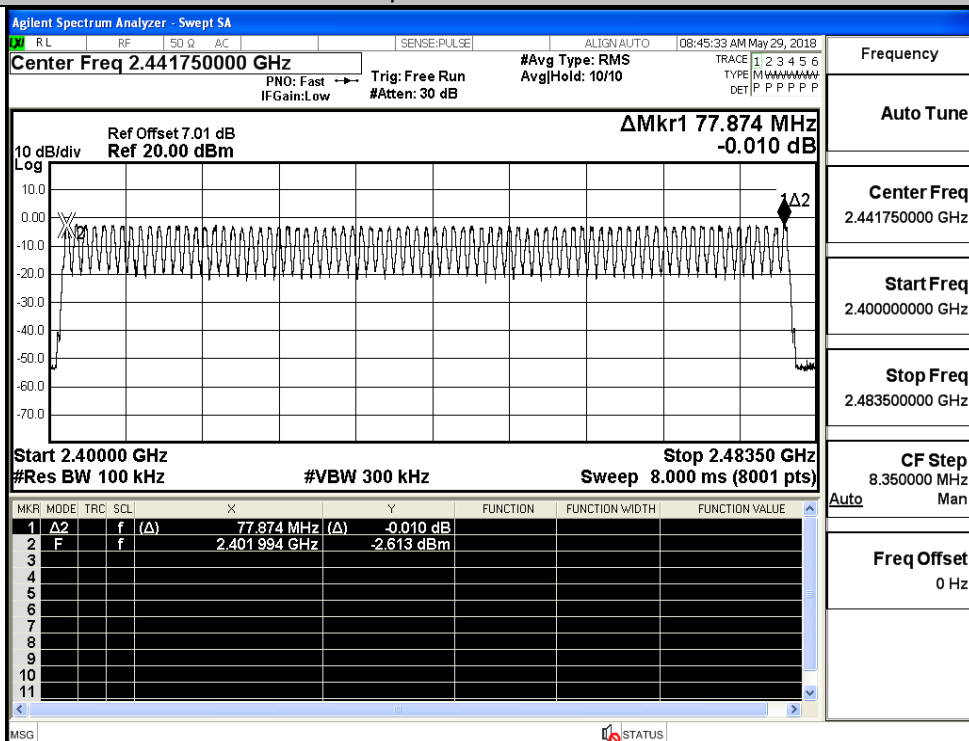 Agilent Spectrum Analyzer - Swept SA
LXI RL RF 50 Ω AC SENSE:PULSE ALIGN AUTO 08:45:33 AM May 29, 2018
Center Freq 2.441750000 GHz #Avg Type: RMS TRACE 1 2 3 4 5 6
PNO: Fast Trig: Free Run Avg|Hold: 10/10 TYPE M WWWWW
IFGain:Low #Atten: 30 dB DET P P P P P P
ΔMkr1 77.874 MHz
-0.010 dB
Ref Offset 7.01 dB
10 dB/div Ref 20.00 dBm
Log
10.0
0.00
-10.0
-20.0
-30.0
-40.0
-50.0
-60.0
-70.0
2
1Δ2
Start 2.40000 GHz Stop 2.48350 GHz
#Res BW 100 kHz #VBW 300 kHz Sweep 8.000 ms (8001 pts)
MKR MODE TRC SCL X Y FUNCTION FUNCTION WIDTH FUNCTION VALUE
1 Δ2 f (Δ) 77.874 MHz (Δ) -0.010 dB
2 F f 2.401 994 GHz -2.613 dBm
3
4
5
6
7
8
9
10
11
MSG STATUS
Frequency
Auto Tune
Center Freq
2.441750000 GHz
Start Freq
2.400000000 GHz
Stop Freq
2.483500000 GHz
CF Step
8.350000 MHz
Auto Man
Freq Offset
0 Hz